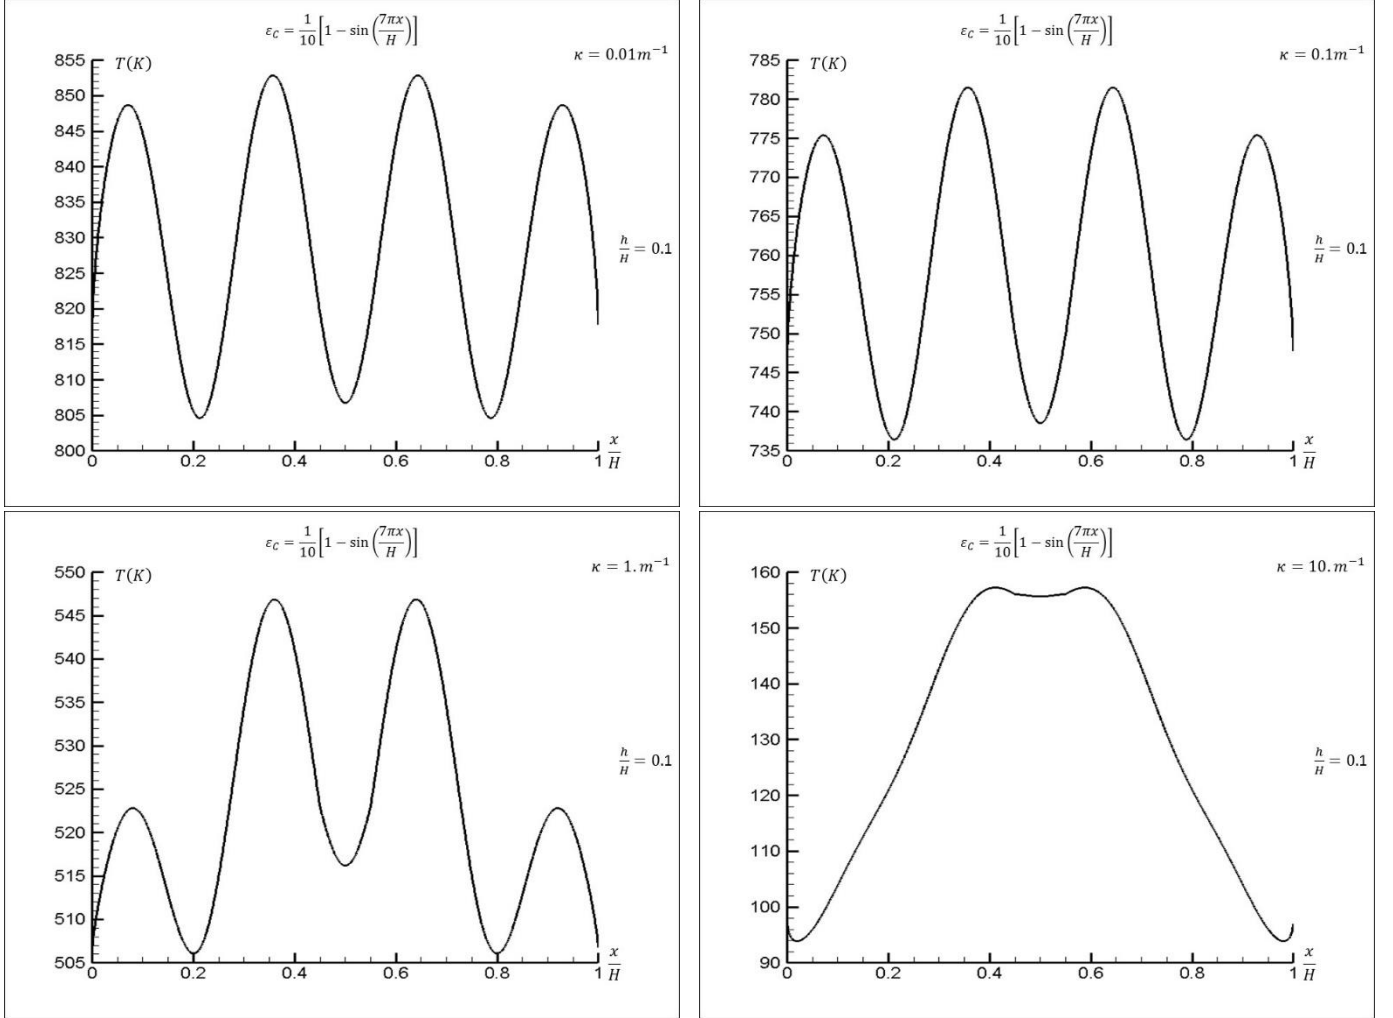 ε_C = 1/10 [1 − sin (7πx/H)]
κ = 0.01m⁻¹
T(K)
855
850
845
840
835
830
825
820
815
810
805
800
h/H = 0.1
0 0.2 0.4 0.6 0.8 1
x/H
ε_C = 1/10 [1 − sin (7πx/H)]
κ = 0.1m⁻¹
T(K)
785
780
775
770
765
760
755
750
745
740
735
h/H = 0.1
0 0.2 0.4 0.6 0.8 1
x/H
ε_C = 1/10 [1 − sin (7πx/H)]
κ = 1.m⁻¹
T(K)
550
545
540
535
530
525
520
515
510
505
h/H = 0.1
0 0.2 0.4 0.6 0.8 1
x/H
ε_C = 1/10 [1 − sin (7πx/H)]
κ = 10.m⁻¹
T(K)
160
150
140
130
120
110
100
90
h/H = 0.1
0 0.2 0.4 0.6 0.8 1
x/H